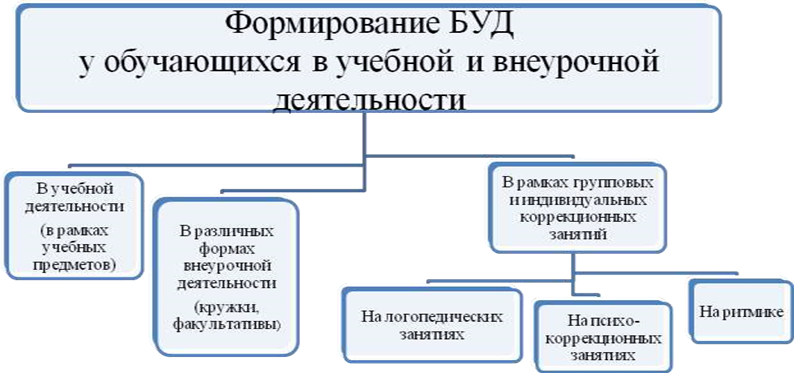 Формирование БУД
у обучающихся в учебной и внеурочной
деятельности
В учебной
деятельности
(в рамках
учебных
предметов)
В различных
формах
внеурочной
деятельности
(кружки,
факультативы)
В рамках групповых
и индивидуальных
коррекционных
занятий
На логопедических
занятиях
На психо-
коррекционных
занятиях
На ритмике